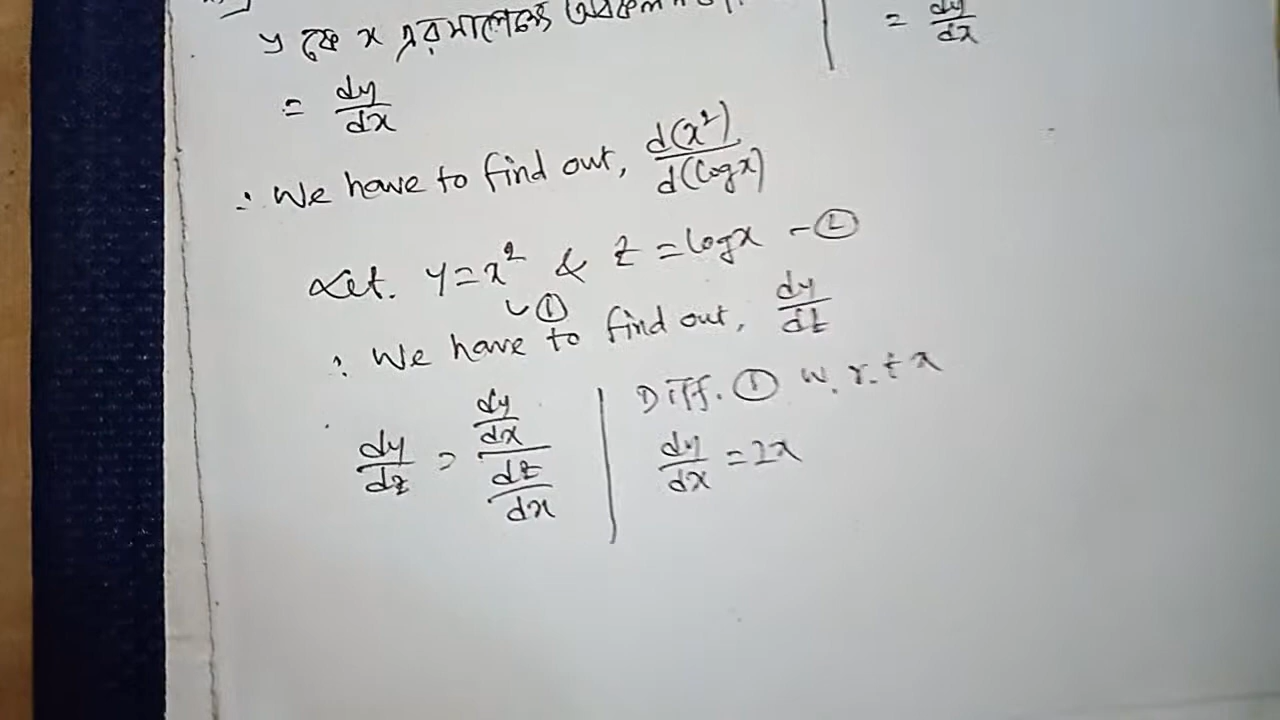 y কে x এর সাপেক্ষে
= dy/dx
= dy/dx
∴ We have to find out, d(x²)/d(logx)
Let. y = x² & z = logx - ②
↳ ①
∴ We have to find out, dy/dz
dy/dz = (dy/dx)/(dz/dx)
Diff. ① w.r.t x
dy/dx = 2x